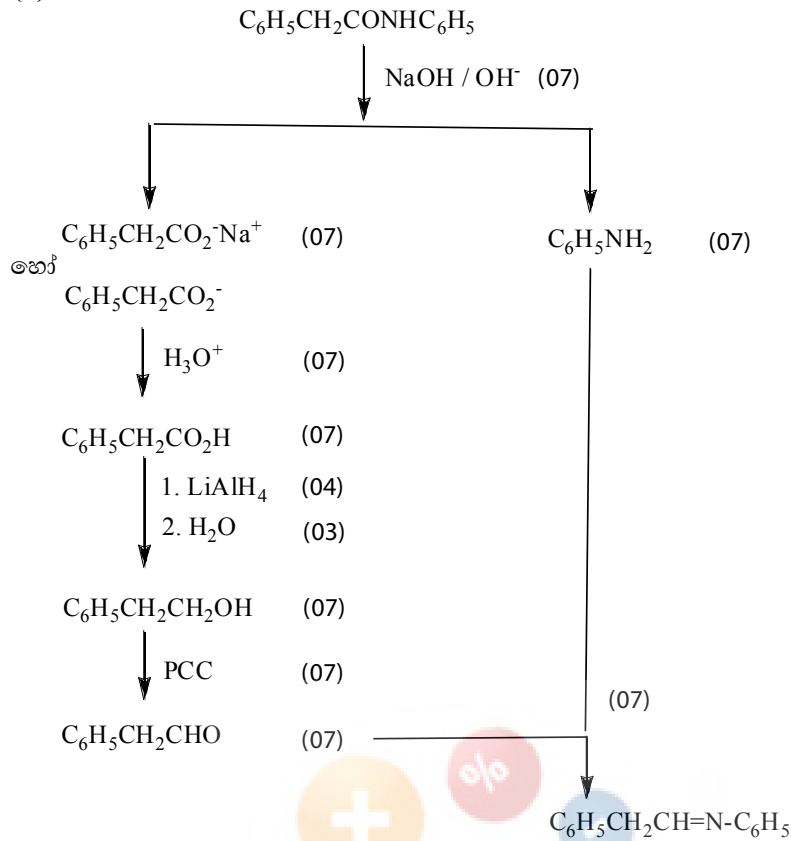 C₆H₅CH₂CONHC₆H₅
NaOH / OH⁻ (07)
C₆H₅CH₂CO₂⁻Na⁺ (07)
C₆H₅NH₂ (07)
හෝ
C₆H₅CH₂CO₂⁻
H₃O⁺ (07)
C₆H₅CH₂CO₂H (07)
1. LiAlH₄ (04)
2. H₂O (03)
C₆H₅CH₂CH₂OH (07)
PCC (07)
(07)
C₆H₅CH₂CHO (07)
%
C₆H₅CH₂CH=N-C₆H₅